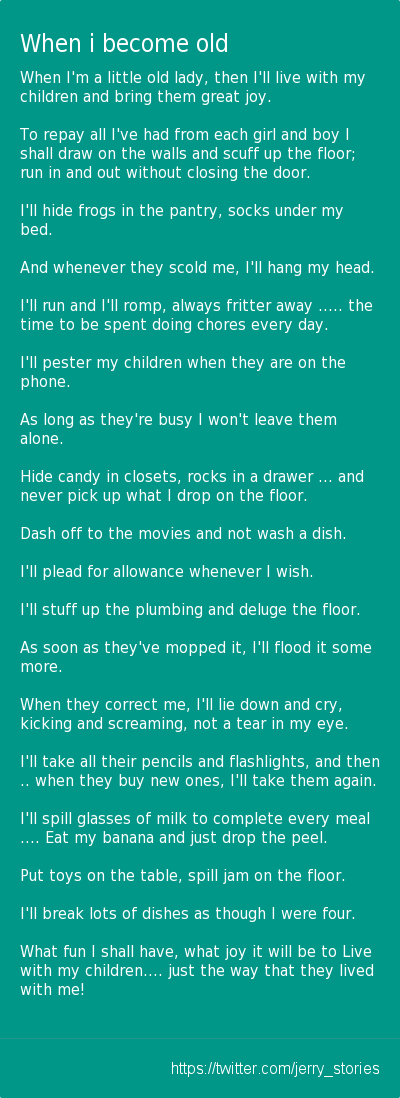 When i become old
When I'm a little old lady, then I'll live with my
children and bring them great joy.
To repay all I've had from each girl and boy I
shall draw on the walls and scuff up the floor;
run in and out without closing the door.
I'll hide frogs in the pantry, socks under my
bed.
And whenever they scold me, I'll hang my head.
I'll run and I'll romp, always fritter away ..... the
time to be spent doing chores every day.
I'll pester my children when they are on the
phone.
As long as they're busy I won't leave them
alone.
Hide candy in closets, rocks in a drawer ... and
never pick up what I drop on the floor.
Dash off to the movies and not wash a dish.
I'll plead for allowance whenever I wish.
I'll stuff up the plumbing and deluge the floor.
As soon as they've mopped it, I'll flood it some
more.
When they correct me, I'll lie down and cry,
kicking and screaming, not a tear in my eye.
I'll take all their pencils and flashlights, and then
.. when they buy new ones, I'll take them again.
I'll spill glasses of milk to complete every meal
.... Eat my banana and just drop the peel.
Put toys on the table, spill jam on the floor.
I'll break lots of dishes as though I were four.
What fun I shall have, what joy it will be to Live
with my children.... just the way that they lived
with me!
https://twitter.com/jerry_stories